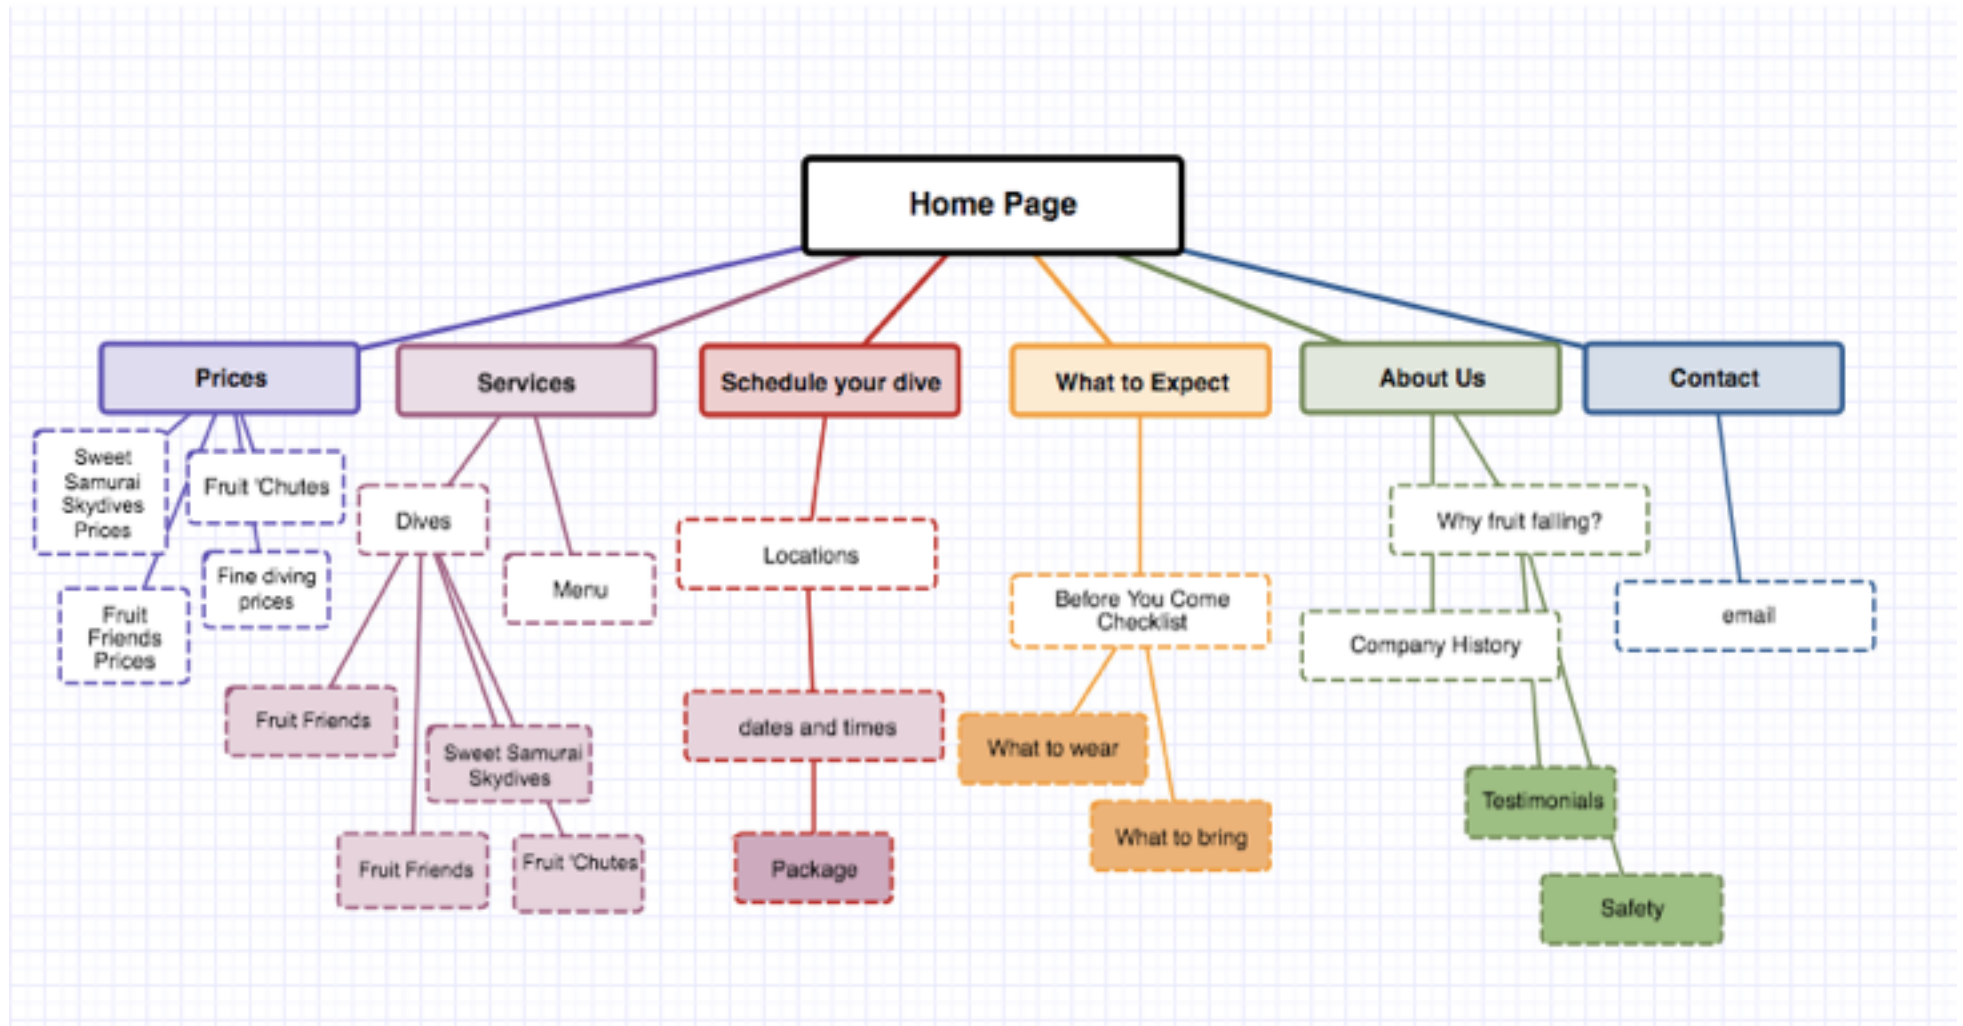 Home Page
Prices
Services
Schedule your dive
What to Expect
About Us
Contact
Sweet
Samurai
Skydives
Prices
Fruit 'Chutes
Fruit
Friends
Prices
Fine diving
prices
Dives
Menu
Fruit Friends
Sweet Samurai
Skydives
Fruit Friends
Fruit 'Chutes
Locations
dates and times
Package
Before You Come
Checklist
What to wear
What to bring
Why fruit falling?
Company History
Testimonials
Safety
email